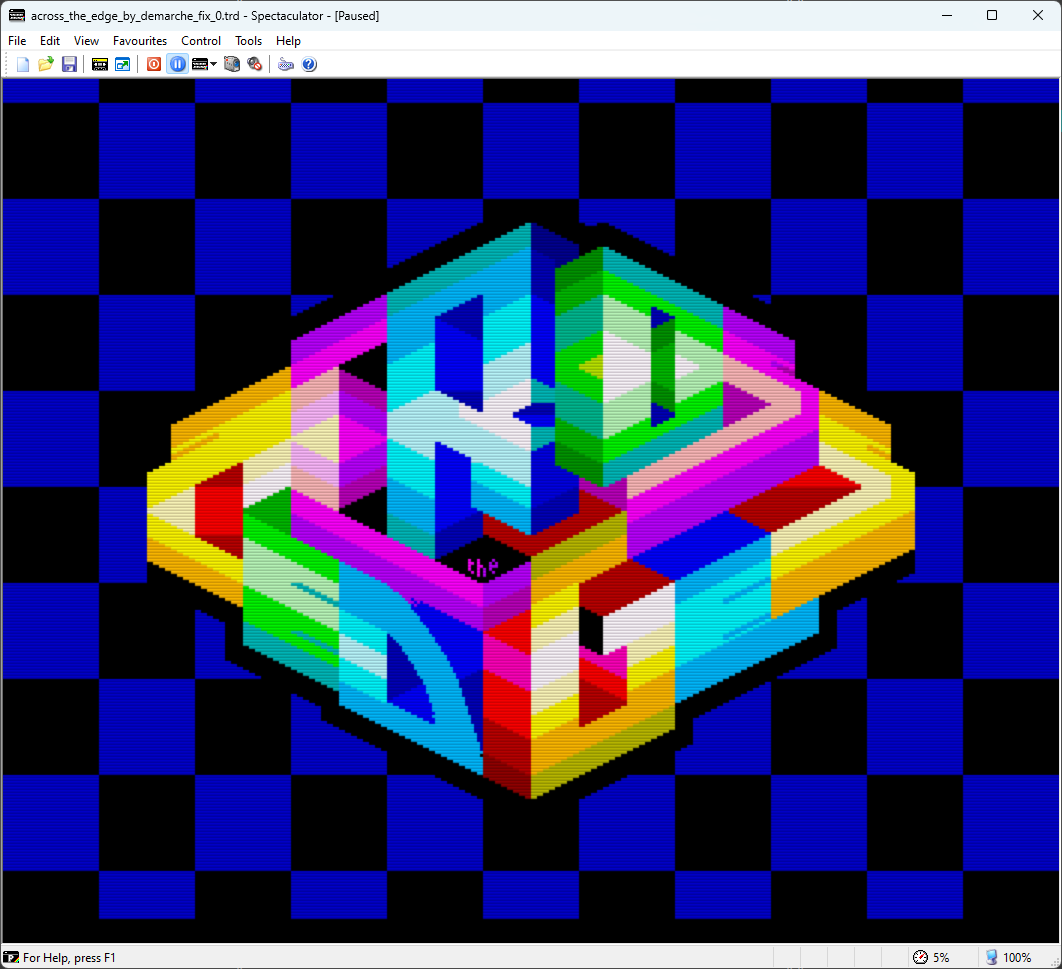 across_the_edge_by_demarche_fix_0.trd - Spectaculator - [Paused]
File Edit View Favourites Control Tools Help
the
For Help, press F1
5%
100%